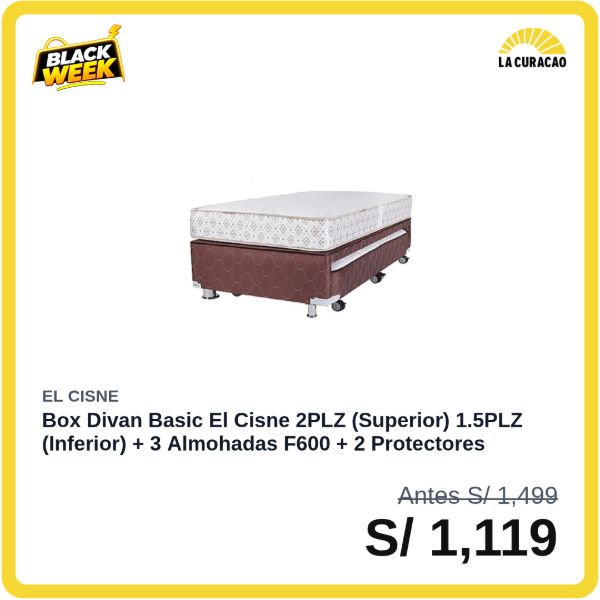 BLACK
WEEK
LA CURACAO
EL CISNE
Box Divan Basic El Cisne 2PLZ (Superior) 1.5PLZ
(Inferior) + 3 Almohadas F600 + 2 Protectores
Antes S/ 1,499
S/ 1,119